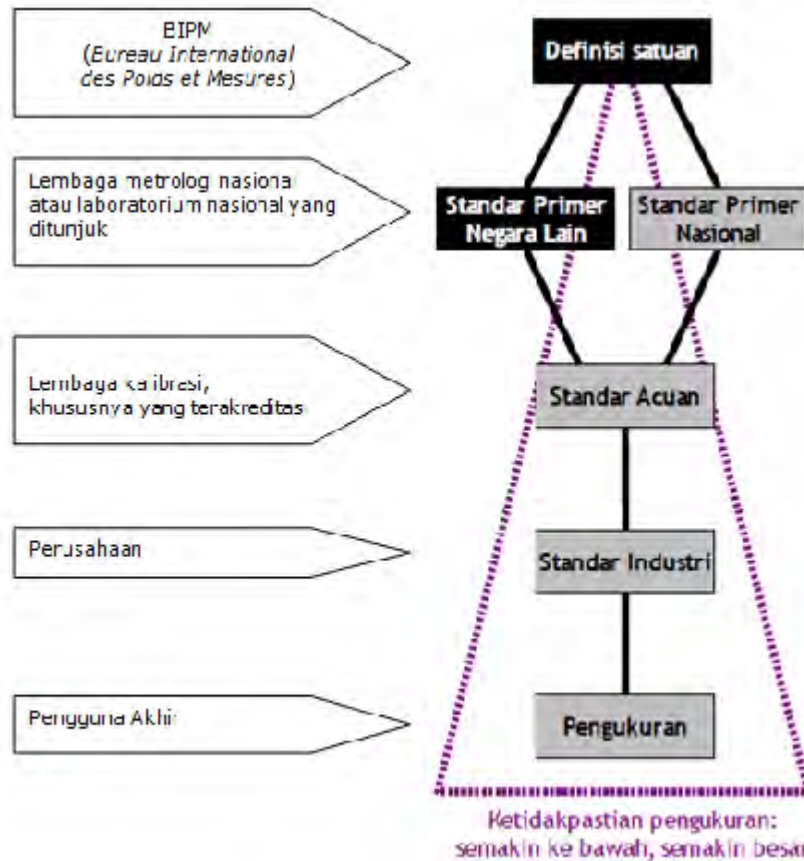 BIPM
(Bureau International
des Poids et Mesures)
Definisi satuan
Lembaga metrologi nasional
atau laboratorium nasional yang
ditunjuk
Standar Primer
Negara Lain
Standar Primer
Nasional
Lembaga kalibrasi,
khususnya yang terakreditas
Standar Acuan
Perusahaan
Standar Industri
Pengguna Akhir
Pengukuran
Ketidakpastian pengukuran:
semakin ke bawah, semakin besar